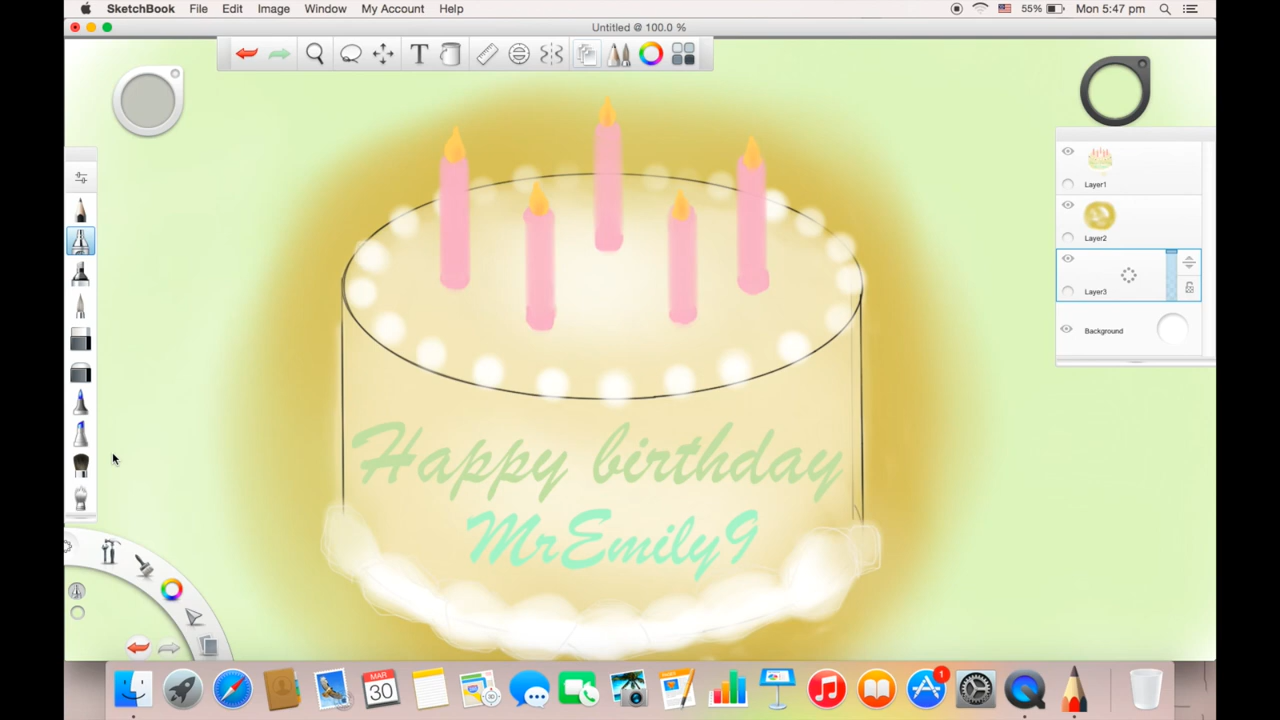 SketchBook File Edit Image Window My Account Help 55% Mon 5:47 pm
Untitled @ 100.0 %
T
Layer1
Layer2
Layer3
Background
Happy birthday
MrEmily9
MAR
30
1